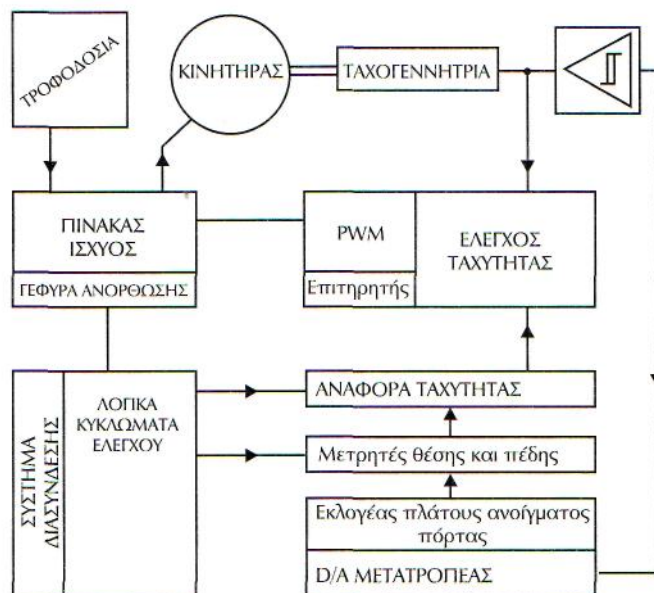 ΤΡΟΦΟΔΟΣΙΑ
ΚΙΝΗΤΗΡΑΣ
ΤΑΧΟΓΕΝΝΗΤΡΙΑ
ΠΙΝΑΚΑΣ
ΙΣΧΥΟΣ
ΓΕΦΥΡΑ ΑΝΟΡΘΩΣΗΣ
PWM
Επιτηρητής
ΕΛΕΓΧΟΣ
ΤΑΧΥΤΗΤΑΣ
ΣΥΣΤΗΜΑ
ΔΙΑΣΥΝΔΕΣΗΣ
ΛΟΓΙΚΑ
ΚΥΚΛΩΜΑΤΑ
ΕΛΕΓΧΟΥ
ΑΝΑΦΟΡΑ ΤΑΧΥΤΗΤΑΣ
Μετρητές θέσης και πέδης
Εκλογέας πλάτους ανοίγματος
πόρτας
D/A ΜΕΤΑΤΡΟΠΕΑΣ